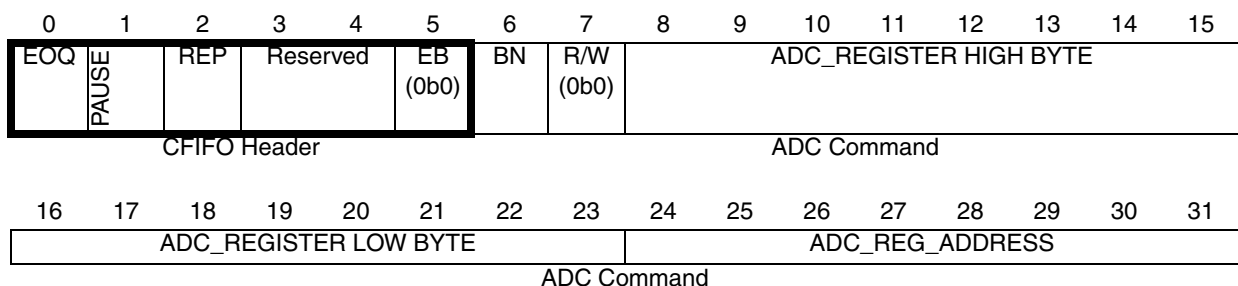 0 1 2 3 4 5 6 7 8 9 10 11 12 13 14 15
EOQ PAUSE REP Reserved EB BN R/W ADC_REGISTER HIGH BYTE
(0b0) (0b0)
CFIFO Header ADC Command
16 17 18 19 20 21 22 23 24 25 26 27 28 29 30 31
ADC_REGISTER LOW BYTE ADC_REG_ADDRESS
ADC Command